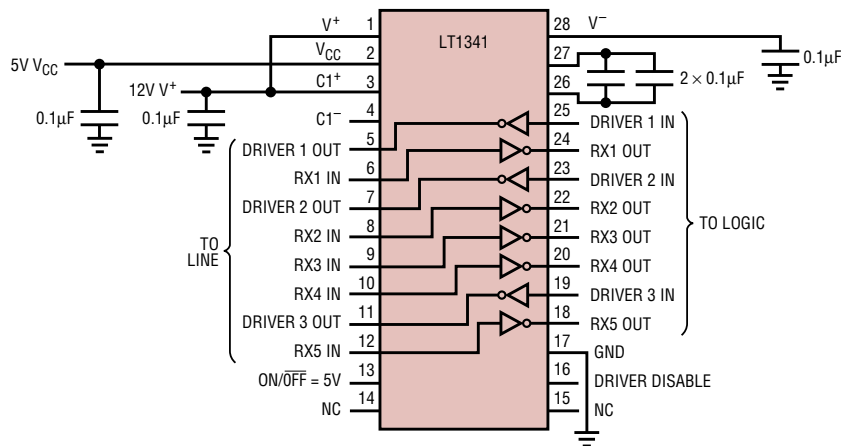 LT1341
V+ 1
VCC 2
5V VCC
C1+ 3
12V V+
C1− 4
0.1µF
0.1µF
DRIVER 1 OUT 5
RX1 IN 6
DRIVER 2 OUT 7
RX2 IN 8
RX3 IN 9
RX4 IN 10
DRIVER 3 OUT 11
RX5 IN 12
ON/O̅F̅F̅ = 5V 13
NC 14
TO
LINE
28 V−
27
26
0.1µF
2 × 0.1µF
25 DRIVER 1 IN
24 RX1 OUT
23 DRIVER 2 IN
22 RX2 OUT
21 RX3 OUT
20 RX4 OUT
19 DRIVER 3 IN
18 RX5 OUT
17 GND
16 DRIVER DISABLE
15 NC
TO LOGIC